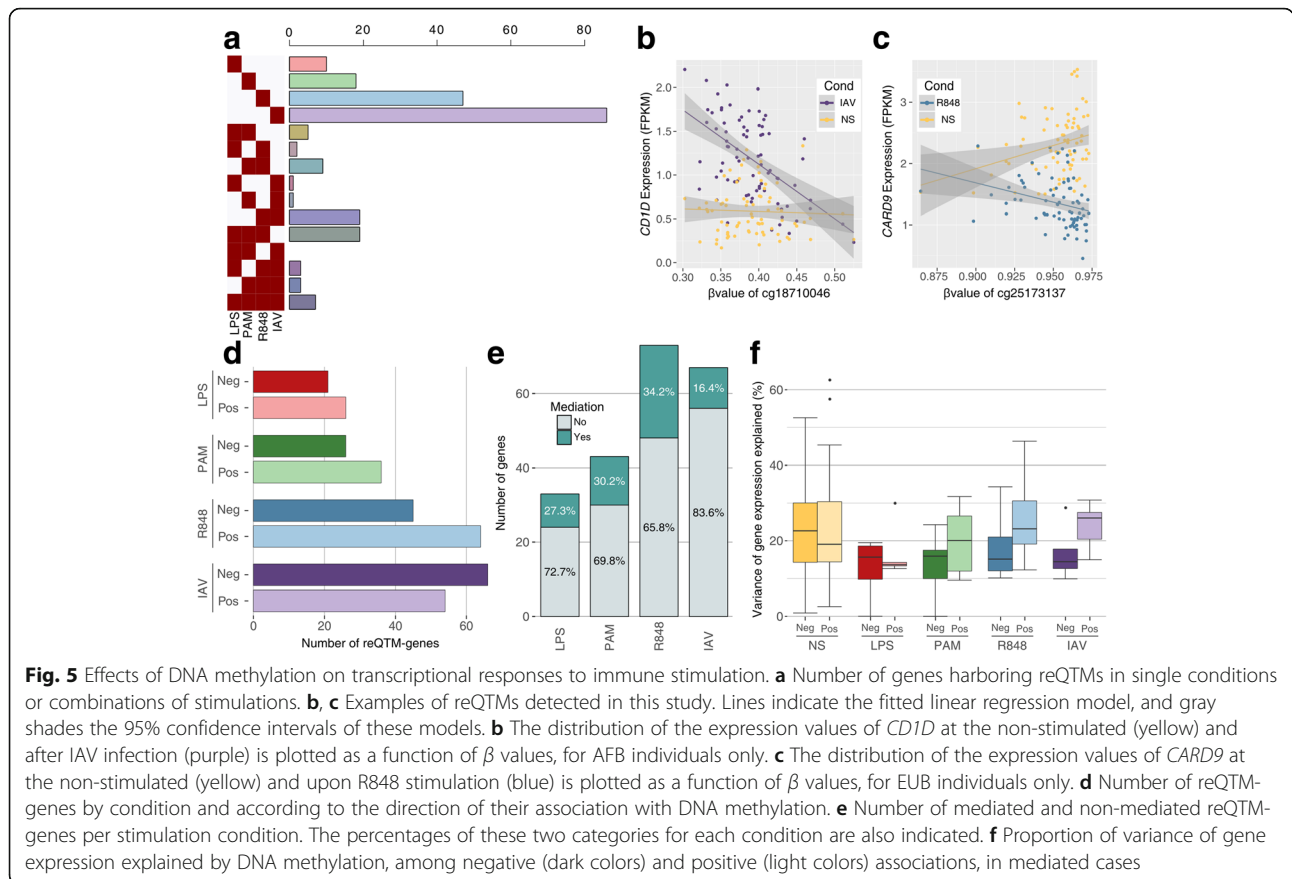 a
0 20 40 60 80
LPS
PAM
R848
IAV
b
CD1D Expression (FPKM)
2.0
1.5
1.0
0.5
0.0
Cond
IAV
NS
0.30 0.35 0.40 0.45 0.50
βvalue of cg18710046
c
CARD9 Expression (FPKM)
3
2
1
Cond
R848
NS
0.875 0.900 0.925 0.950 0.975
βvalue of cg25173137
d
LPS
Neg
Pos
PAM
Neg
Pos
R848
Neg
Pos
IAV
Neg
Pos
0 20 40 60
Number of reQTM-genes
e
Number of genes
60
40
20
0
Mediation
No
Yes
27.3%
72.7%
30.2%
69.8%
34.2%
65.8%
16.4%
83.6%
LPS
PAM
R848
IAV
f
Variance of gene expression explained (%)
60
40
20
0
Neg Pos Neg Pos Neg Pos Neg Pos Neg Pos
NS LPS PAM R848 IAV
Fig. 5 Effects of DNA methylation on transcriptional responses to immune stimulation. a Number of genes harboring reQTMs in single conditions
or combinations of stimulations. b, c Examples of reQTMs detected in this study. Lines indicate the fitted linear regression model, and gray
shades the 95% confidence intervals of these models. b The distribution of the expression values of CD1D at the non-stimulated (yellow) and
after IAV infection (purple) is plotted as a function of β values, for AFB individuals only. c The distribution of the expression values of CARD9 at
the non-stimulated (yellow) and upon R848 stimulation (blue) is plotted as a function of β values, for EUB individuals only. d Number of reQTM-
genes by condition and according to the direction of their association with DNA methylation. e Number of mediated and non-mediated reQTM-
genes per stimulation condition. The percentages of these two categories for each condition are also indicated. f Proportion of variance of gene
expression explained by DNA methylation, among negative (dark colors) and positive (light colors) associations, in mediated cases